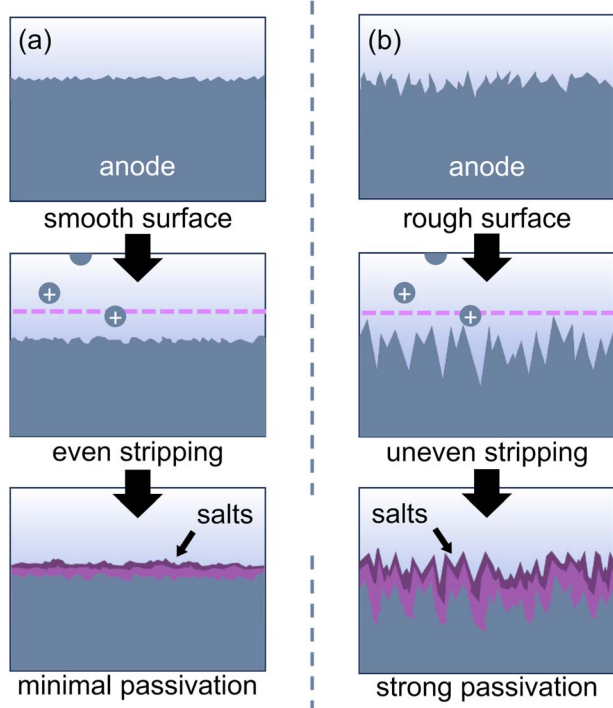 (a)
anode
smooth surface
+
+
even stripping
salts
minimal passivation
(b)
anode
rough surface
+
+
uneven stripping
salts
strong passivation